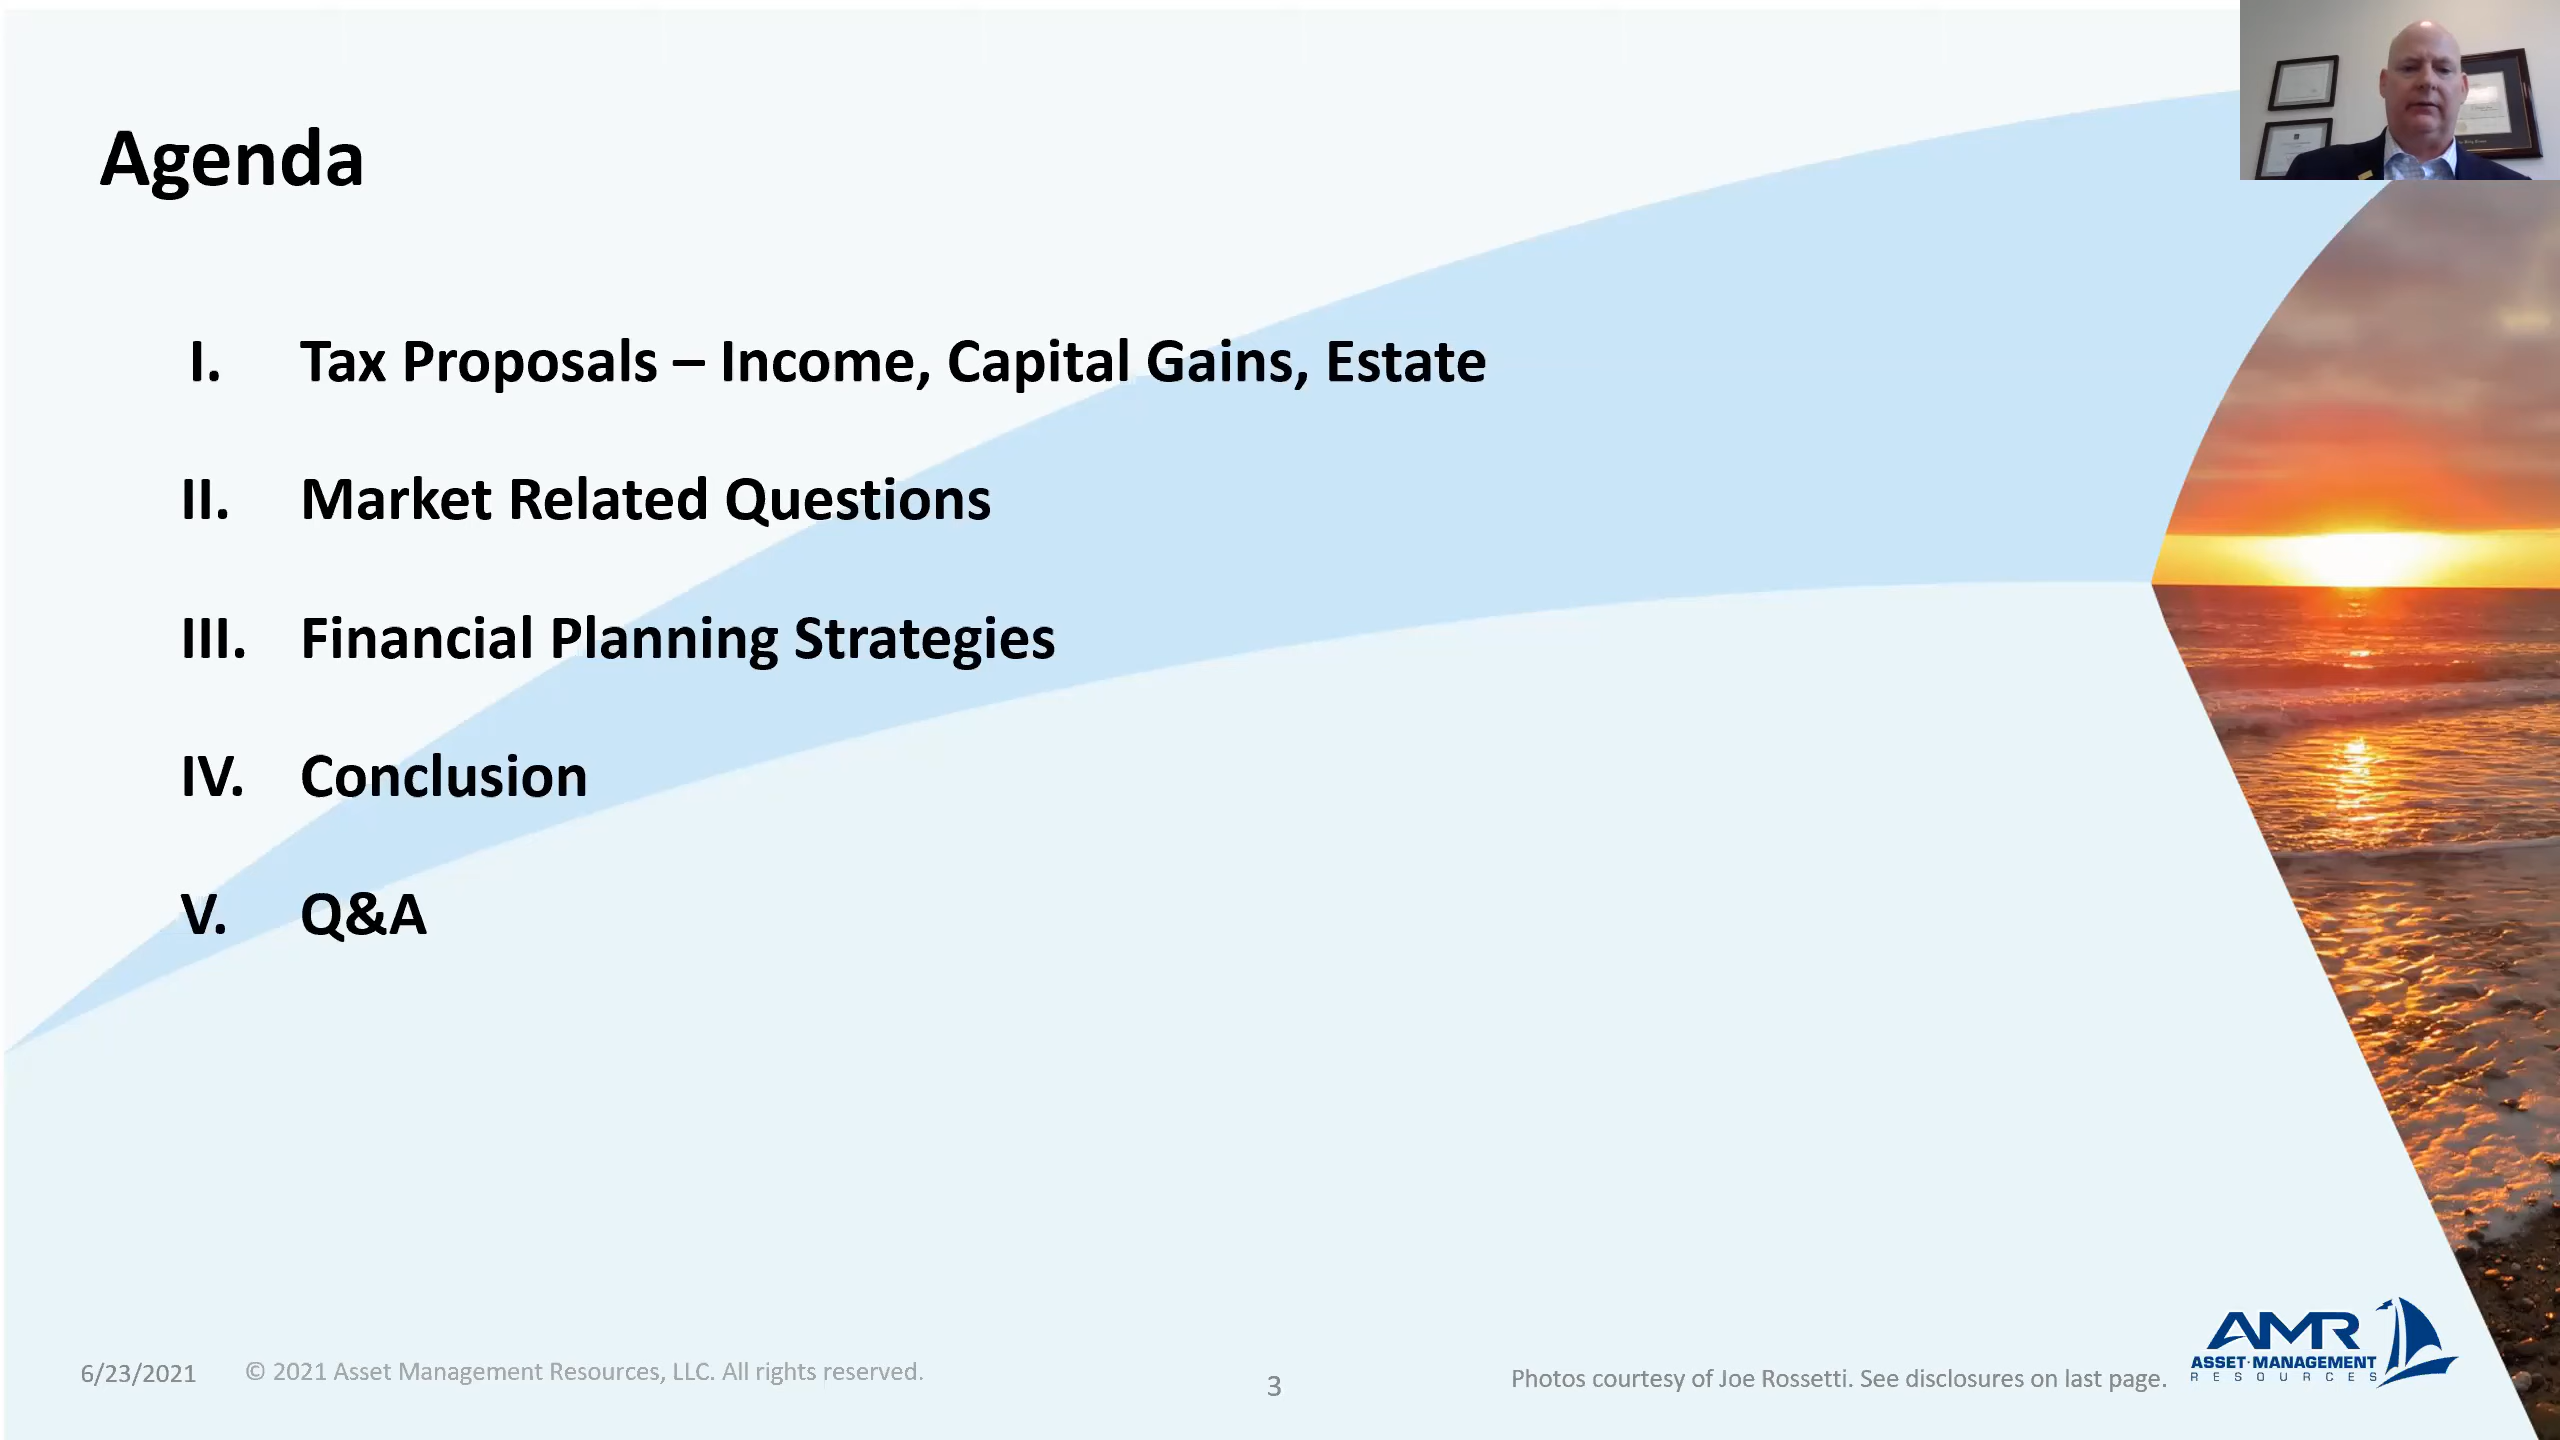 Agenda
I. Tax Proposals – Income, Capital Gains, Estate
II. Market Related Questions
III. Financial Planning Strategies
IV. Conclusion
V. Q&A
6/23/2021
© 2021 Asset Management Resources, LLC. All rights reserved.
3
Photos courtesy of Joe Rossetti. See disclosures on last page.
AMR
ASSET·MANAGEMENT
RESOURCES